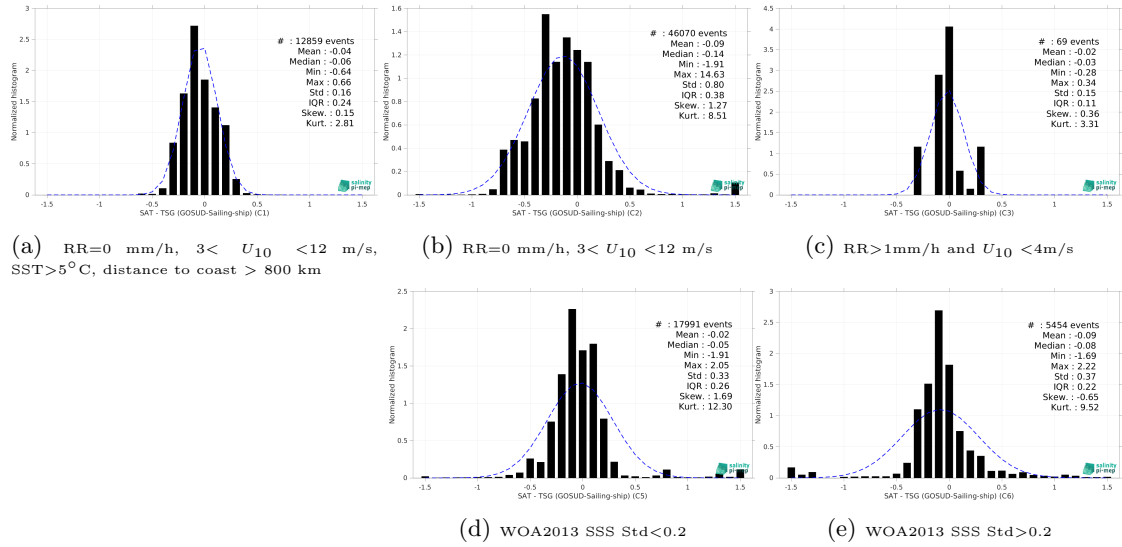 Normalized histogram
3
2.5
2
1.5
1
0.5
0
-1.5 -1 -0.5 0 0.5 1 1.5
# : 12859 events
Mean : -0.04
Median : -0.06
Min : -0.64
Max : 0.66
Std : 0.16
IQR : 0.24
Skew. : 0.15
Kurt. : 2.81
salinity
pi-mep
SAT - TSG (GOSUD-Sailing-ship) (C1)
(a) RR=0 mm/h, 3< U10 <12 m/s,
SST>5°C, distance to coast > 800 km
Normalized histogram
1.6
1.4
1.2
1.0
0.8
0.6
0.4
0.2
0.0
-1.5 -1 -0.5 0 0.5 1 1.5
# : 46070 events
Mean : -0.09
Median : -0.14
Min : -1.91
Max : 14.63
Std : 0.80
IQR : 0.38
Skew. : 1.27
Kurt. : 8.51
salinity
pi-mep
SAT - TSG (GOSUD-Sailing-ship) (C2)
(b) RR=0 mm/h, 3< U10 <12 m/s
Normalized histogram
4.5
4
3.5
3
2.5
2
1.5
1
0.5
0
-1.5 -1 -0.5 0 0.5 1 1.5
# : 69 events
Mean : -0.02
Median : -0.03
Min : -0.28
Max : 0.34
Std : 0.15
IQR : 0.11
Skew. : 0.36
Kurt. : 3.31
salinity
pi-mep
SAT - TSG (GOSUD-Sailing-ship) (C3)
(c) RR>1mm/h and U10 <4m/s
Normalized histogram
2.5
2
1.5
1
0.5
0
-1.5 -1 -0.5 0 0.5 1 1.5
# : 17991 events
Mean : -0.02
Median : -0.05
Min : -1.91
Max : 2.05
Std : 0.33
IQR : 0.26
Skew. : 1.69
Kurt. : 12.30
salinity
pi-mep
SAT - TSG (GOSUD-Sailing-ship) (C5)
(d) WOA2013 SSS Std<0.2
Normalized histogram
3
2.5
2
1.5
1
0.5
0
-1.5 -1 -0.5 0 0.5 1 1.5
# : 5454 events
Mean : -0.09
Median : -0.08
Min : -1.69
Max : 2.22
Std : 0.37
IQR : 0.22
Skew. : -0.65
Kurt. : 9.52
salinity
pi-mep
SAT - TSG (GOSUD-Sailing-ship) (C6)
(e) WOA2013 SSS Std>0.2